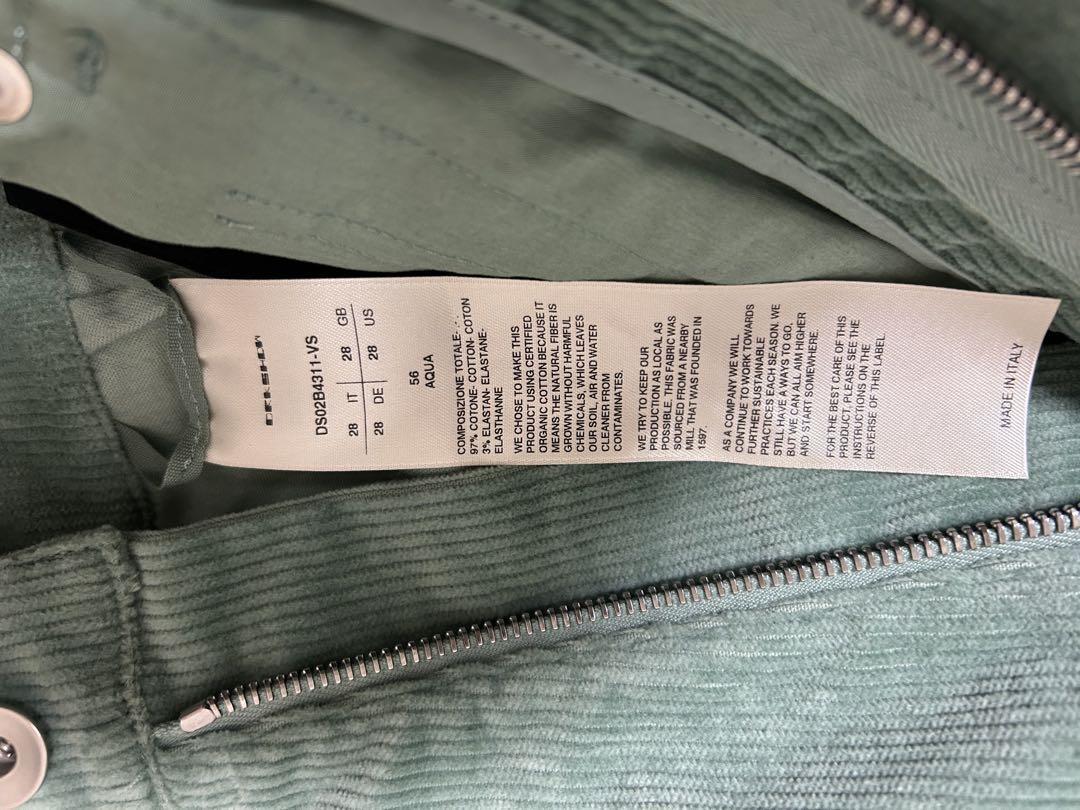 DRKSHDW
DS02B4311-VS
28 IT 28 GB
28 DE 28 US
56
AQUA
COMPOSIZIONE TOTALE-
97% COTONE- COTTON- COTON
3% ELASTAN- ELASTANE-
ELASTHANNE
WE CHOSE TO MAKE THIS
PRODUCT USING CERTIFIED
ORGANIC COTTON BECAUSE IT
MEANS THE NATURAL FIBER IS
GROWN WITHOUT HARMFUL
CHEMICALS, WHICH LEAVES
OUR SOIL, AIR AND WATER
CLEANER FROM
CONTAMINATES.
WE TRY TO KEEP OUR
PRODUCTION AS LOCAL AS
POSSIBLE. THIS FABRIC WAS
SOURCED FROM A NEARBY
MILL THAT WAS FOUNDED IN
1597.
AS A COMPANY WE WILL
CONTINUE TO WORK TOWARDS
FURTHER SUSTAINABLE
PRACTICES EACH SEASON. WE
STILL HAVE A WAYS TO GO,
BUT WE CAN ALL AIM HIGHER
AND START SOMEWHERE.
FOR THE BEST CARE OF THIS
PRODUCT, PLEASE SEE THE
INSTRUCTIONS ON THE
REVERSE OF THIS LABEL.
MADE IN ITALY